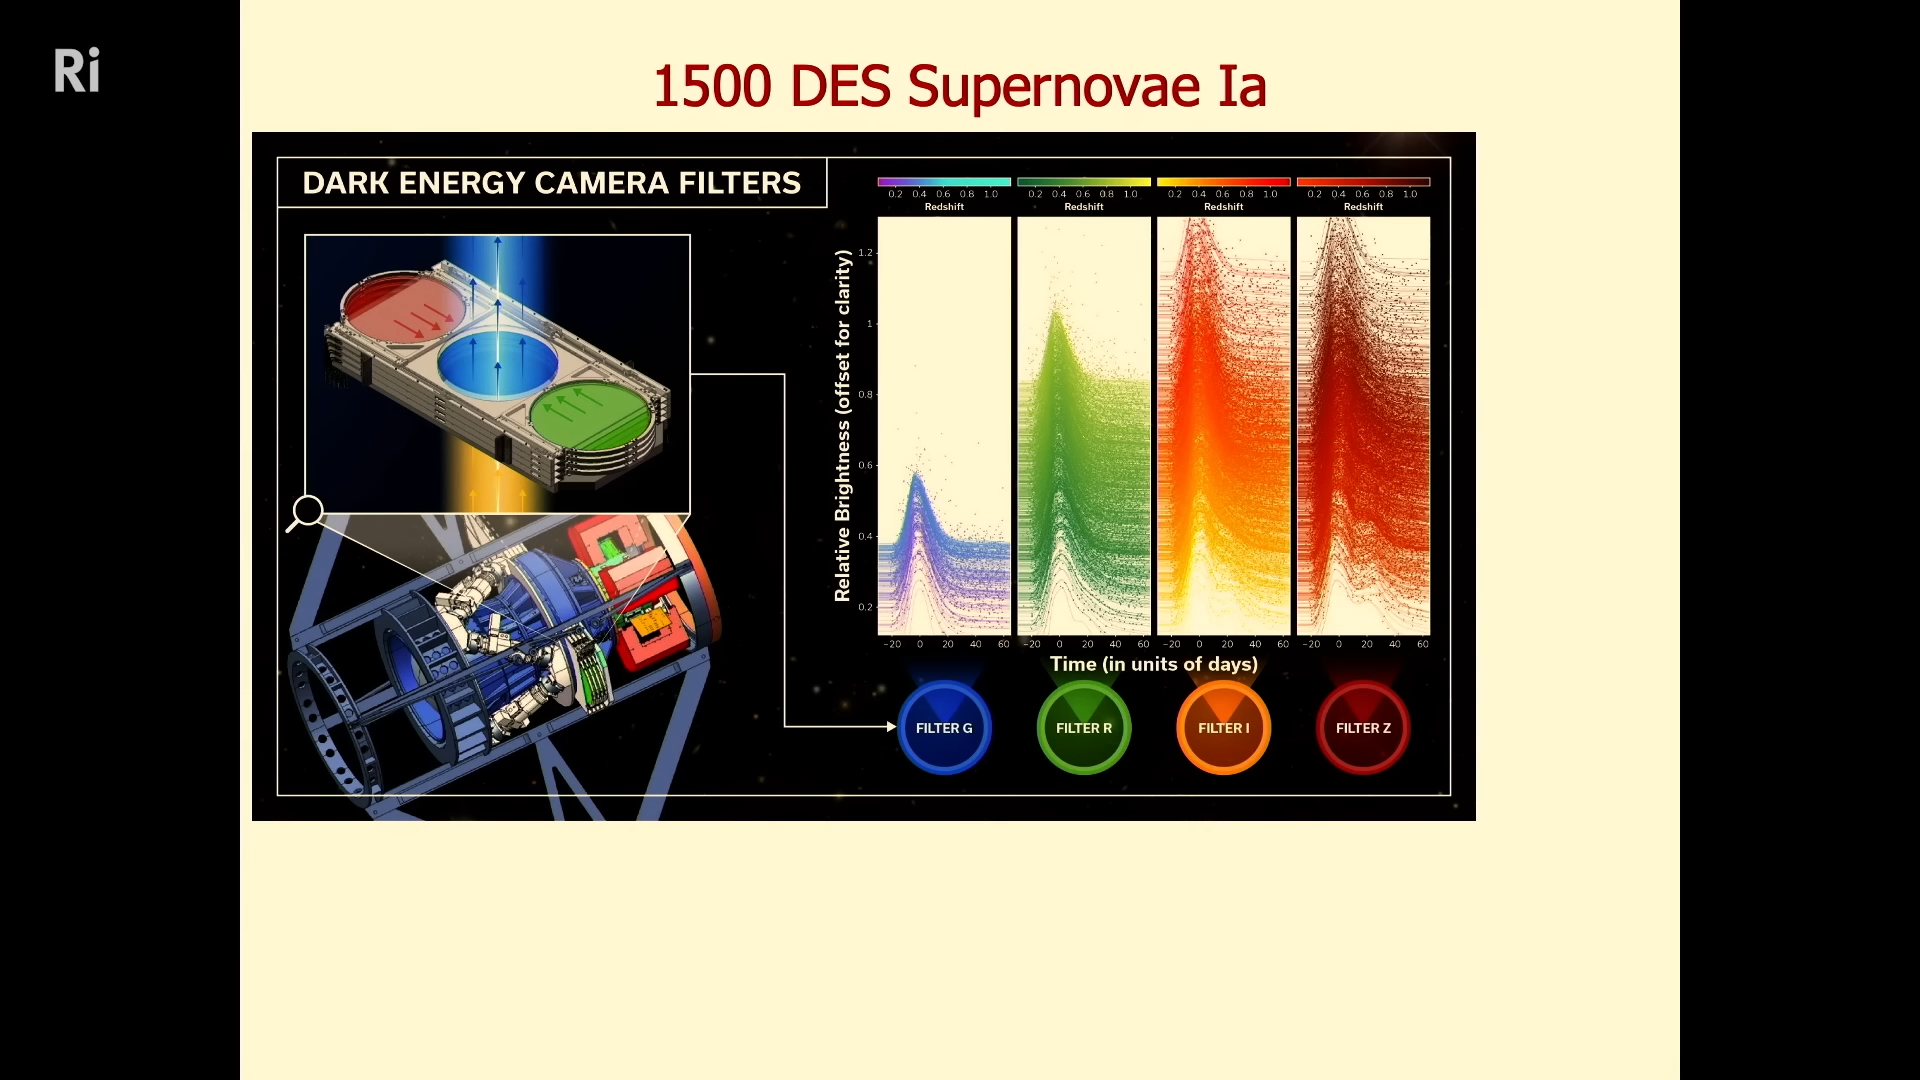 Ri
1500 DES Supernovae Ia
DARK ENERGY CAMERA FILTERS
0.2 0.4 0.6 0.8 1.0
Redshift
0.2 0.4 0.6 0.8 1.0
Redshift
0.2 0.4 0.6 0.8 1.0
Redshift
0.2 0.4 0.6 0.8 1.0
Redshift
Relative Brightness (offset for clarity)
1.2
1
0.8
0.6
0.4
0.2
−20 0 20 40 60
−20 0 20 40 60
−20 0 20 40 60
−20 0 20 40 60
Time (in units of days)
FILTER G
FILTER R
FILTER I
FILTER Z